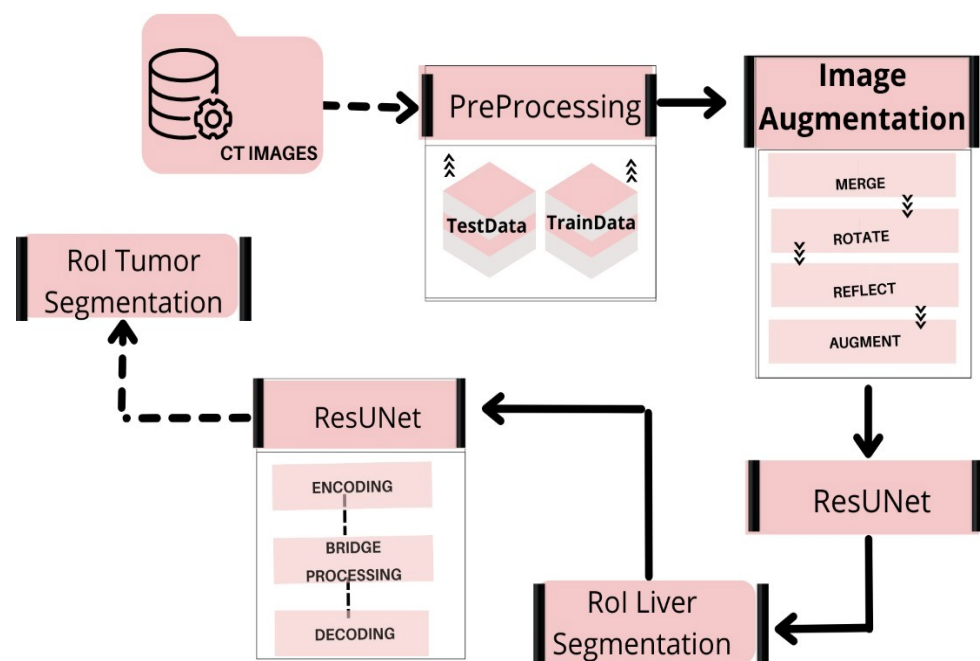 CT IMAGES
PreProcessing
TestData
TrainData
Image
Augmentation
MERGE
ROTATE
REFLECT
AUGMENT
ResUNet
RoI Liver
Segmentation
ResUNet
ENCODING
BRIDGE
PROCESSING
DECODING
RoI Tumor
Segmentation